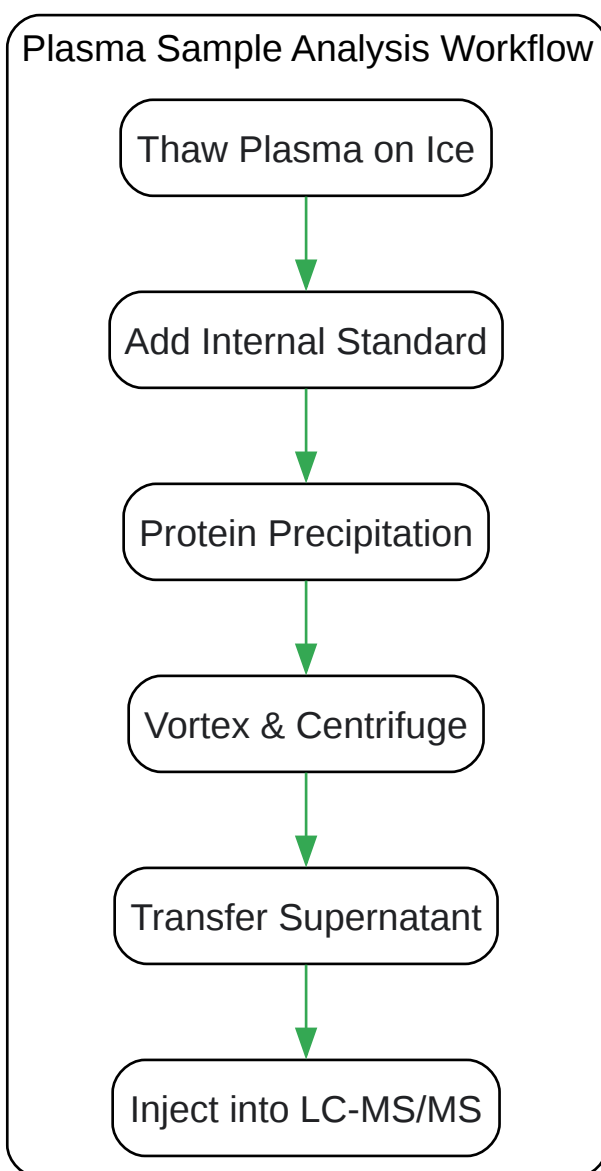 Plasma Sample Analysis Workflow
Thaw Plasma on Ice
Add Internal Standard
Protein Precipitation
Vortex & Centrifuge
Transfer Supernatant
Inject into LC-MS/MS